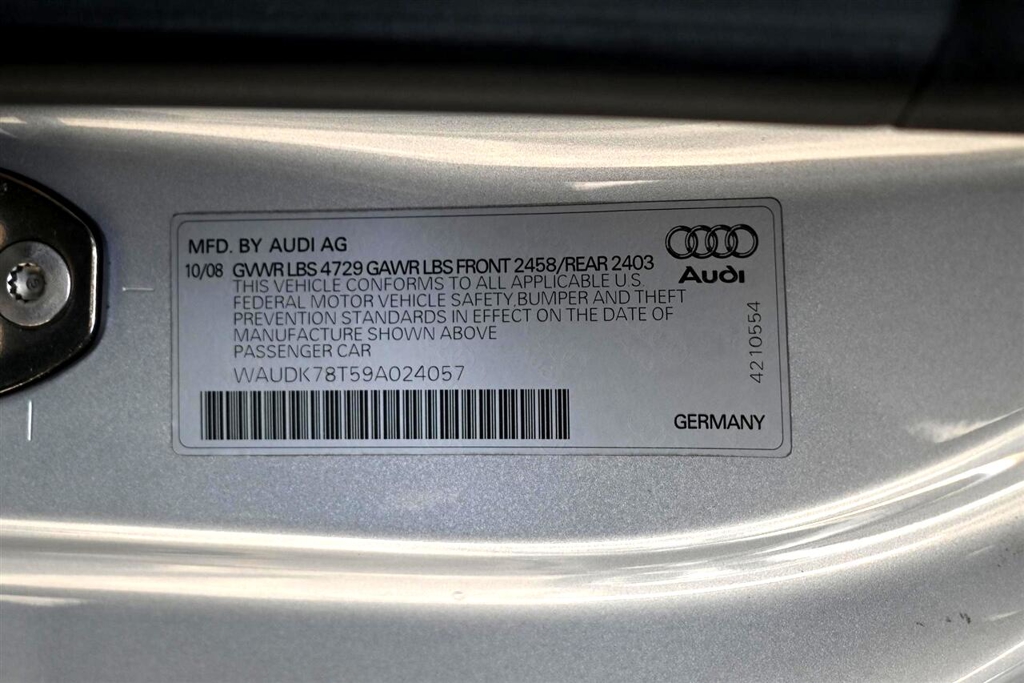 MFD. BY AUDI AG
10/08 GVWR LBS 4729 GAWR LBS FRONT 2458/REAR 2403
THIS VEHICLE CONFORMS TO ALL APPLICABLE U.S.
FEDERAL MOTOR VEHICLE SAFETY, BUMPER AND THEFT
PREVENTION STANDARDS IN EFFECT ON THE DATE OF
MANUFACTURE SHOWN ABOVE
PASSENGER CAR
WAUDK78T59A024057
Audi
4210554
GERMANY